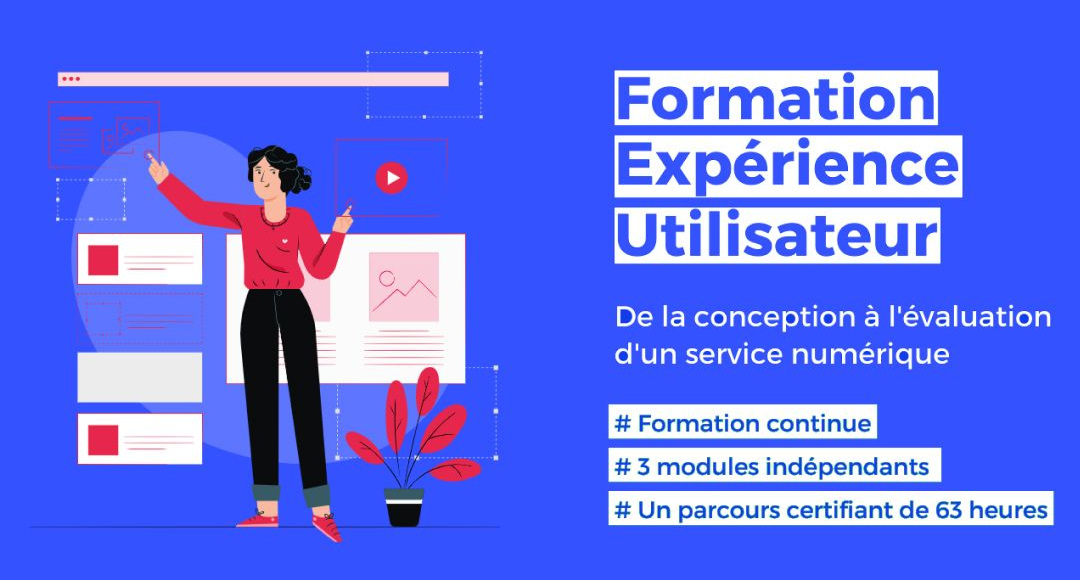 Formation
Expérience
Utilisateur
De la conception à l'évaluation
d'un service numérique
# Formation continue
# 3 modules indépendants
# Un parcours certifiant de 63 heures